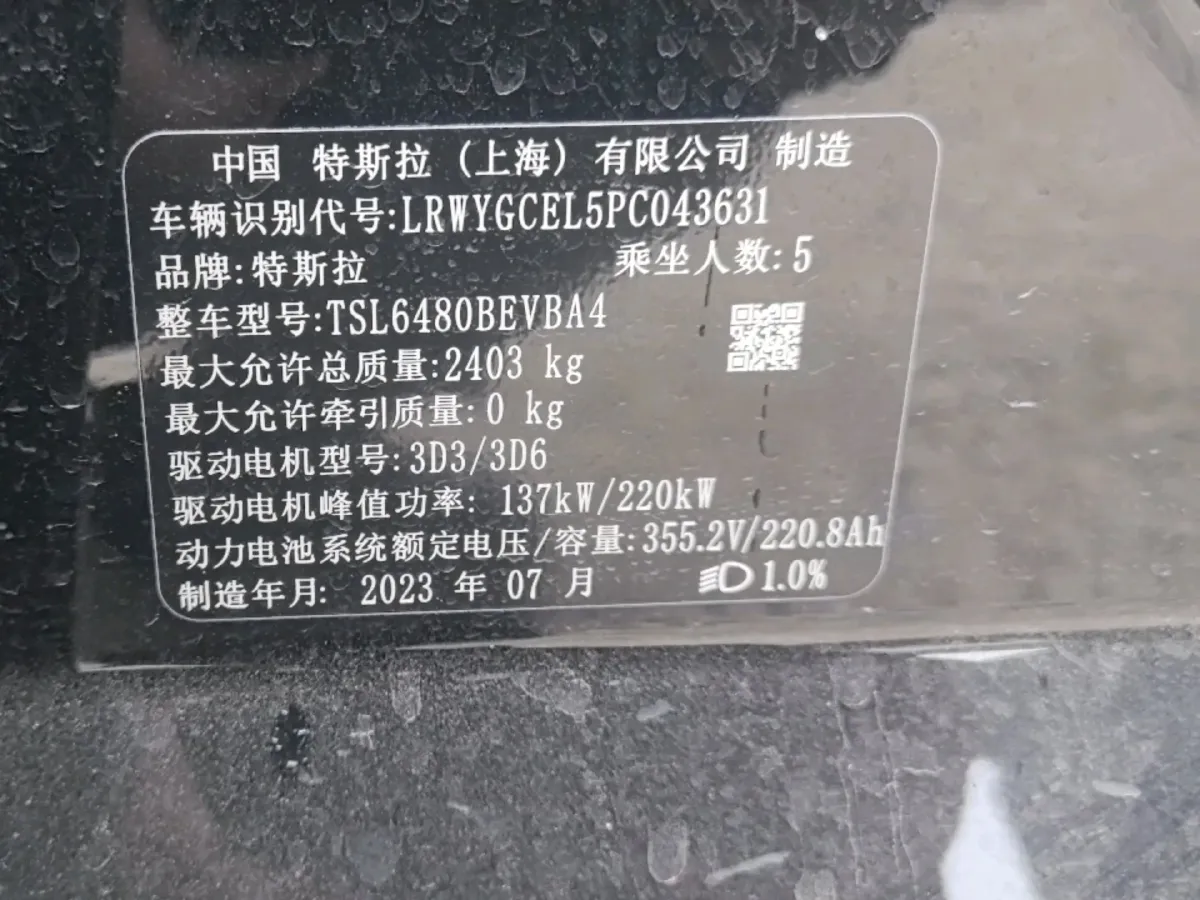 中国 特斯拉 (上海) 有限公司 制造
车辆识别代号:LRWYGCEL5PC043631
品牌:特斯拉 乘坐人数:5
整车型号:TSL6480BEVBA4
最大允许总质量:2403 kg
最大允许牵引质量:0 kg
驱动电机型号:3D3/3D6
驱动电机峰值功率: 137kW/220kW
动力电池系统额定电压/容量:355.2V/220.8Ah
制造年月: 2023 年 07 月 1.0%